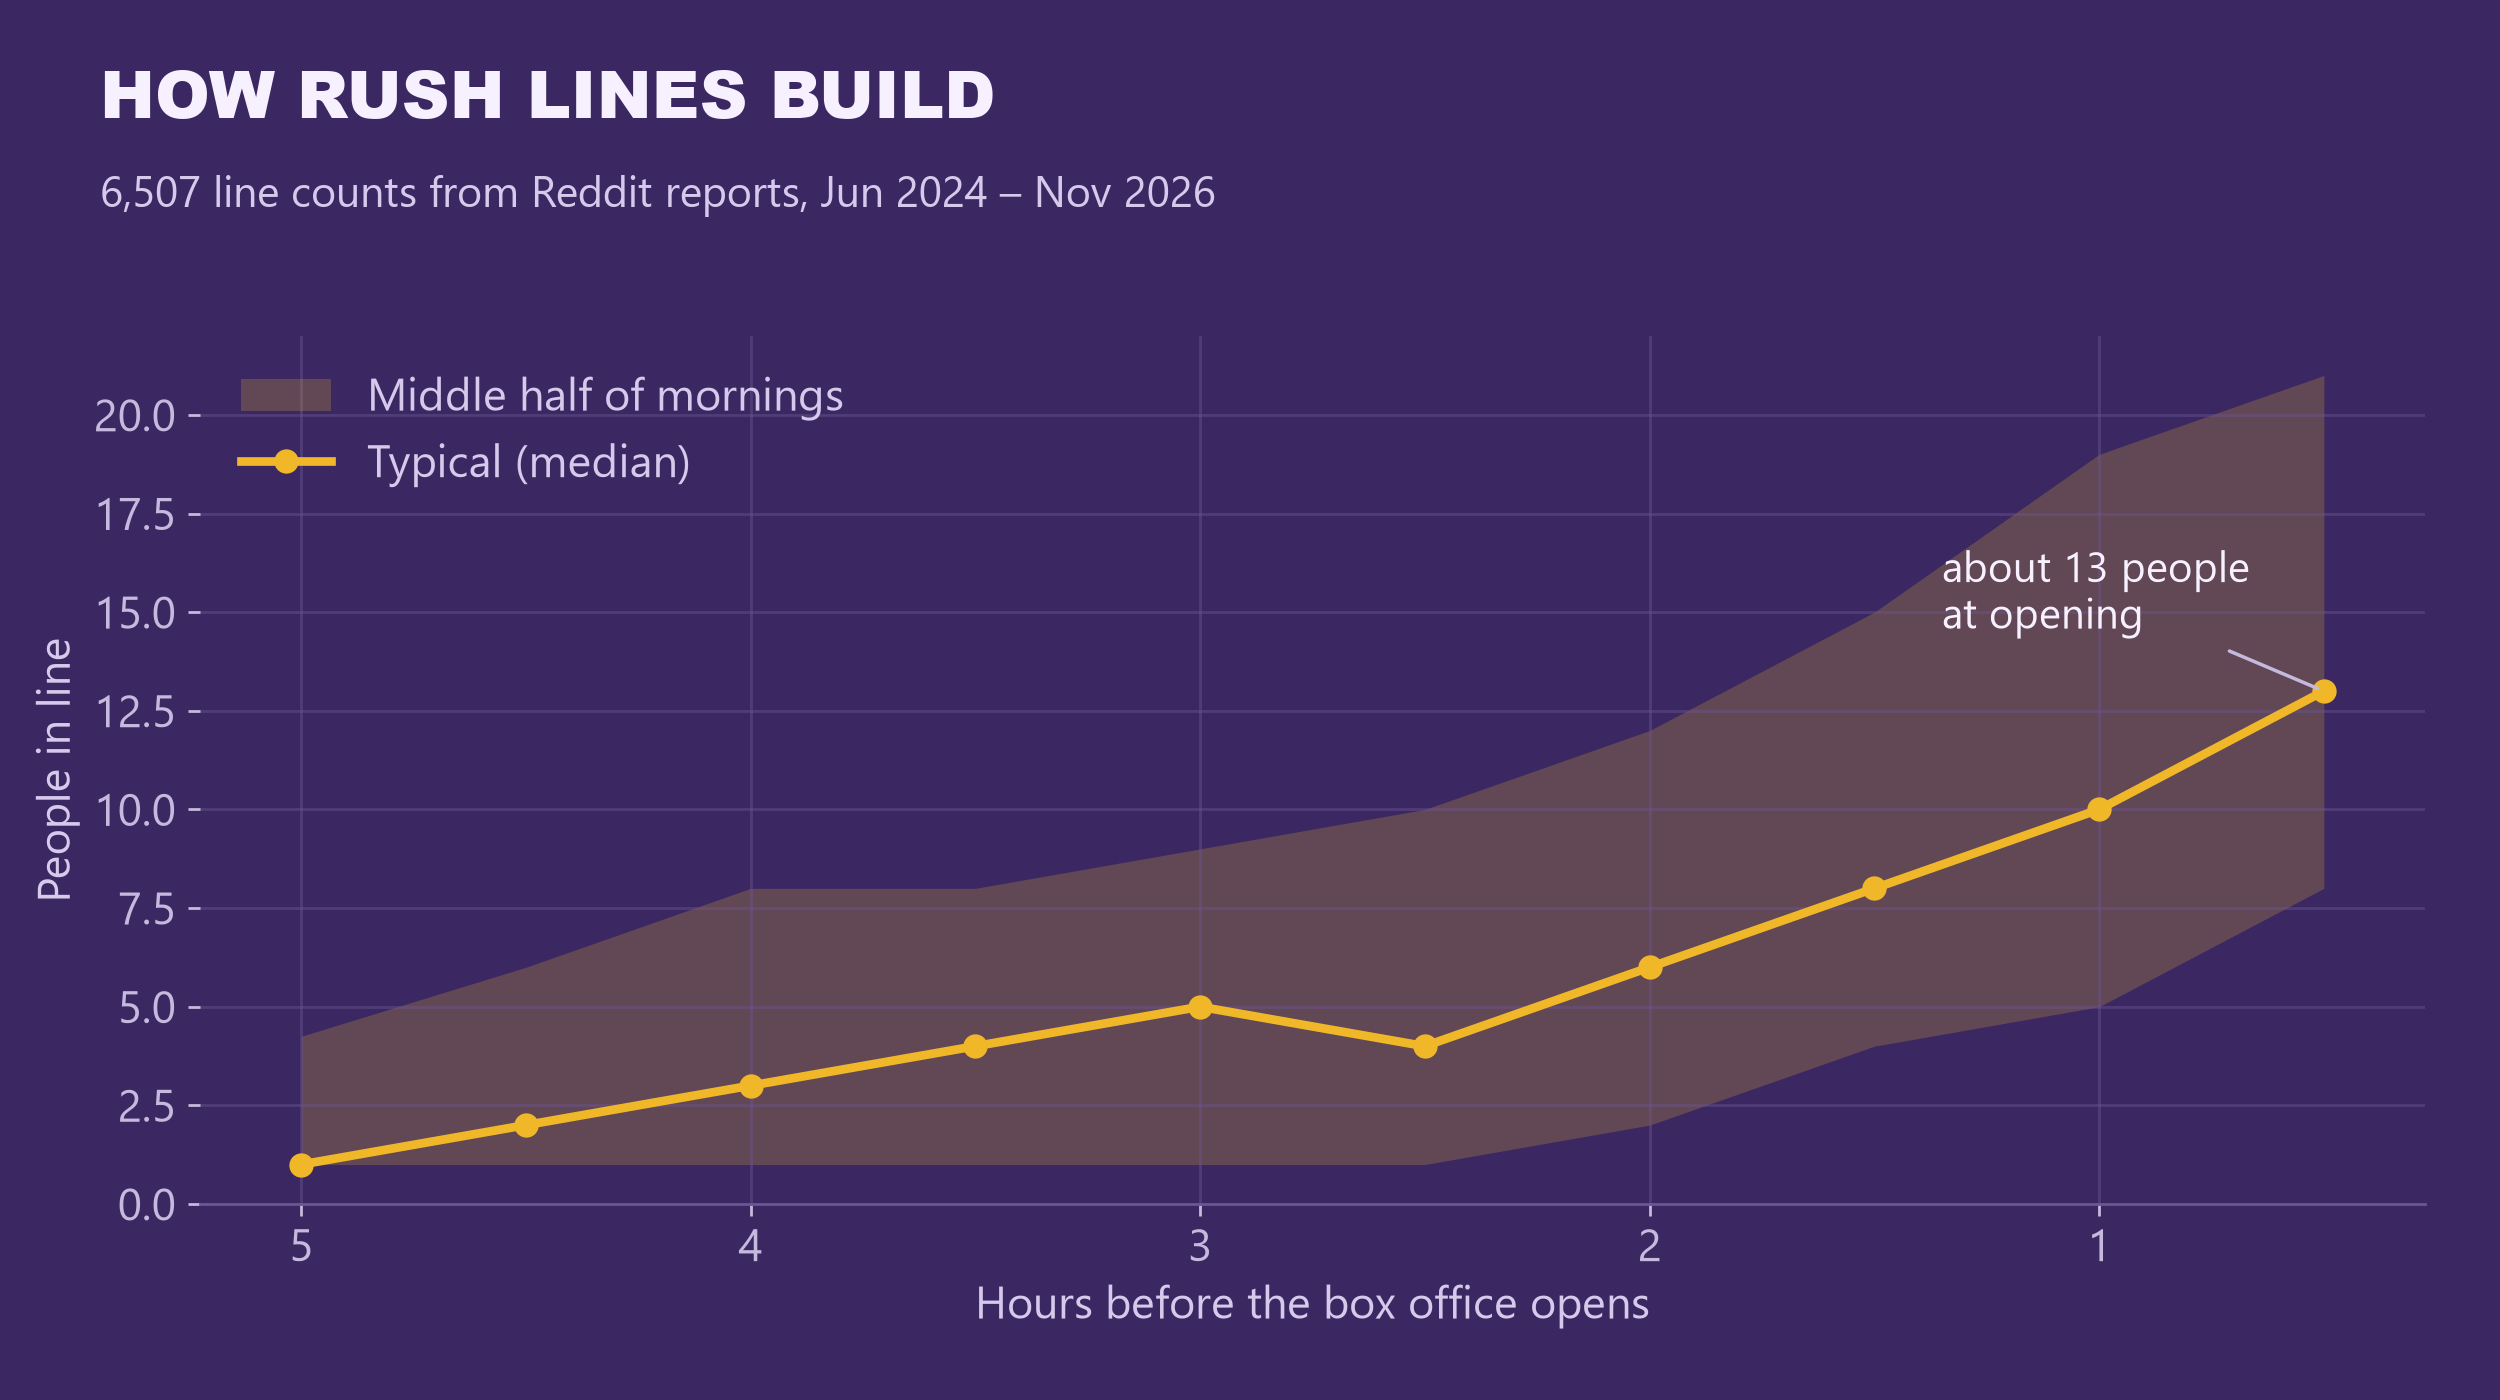 HOW RUSH LINES BUILD
6,507 line counts from Reddit reports, Jun 2024 – Nov 2026
Middle half of mornings
Typical (median)
about 13 people
at opening
People in line
20.0
17.5
15.0
12.5
10.0
7.5
5.0
2.5
0.0
5
4
3
2
1
Hours before the box office opens